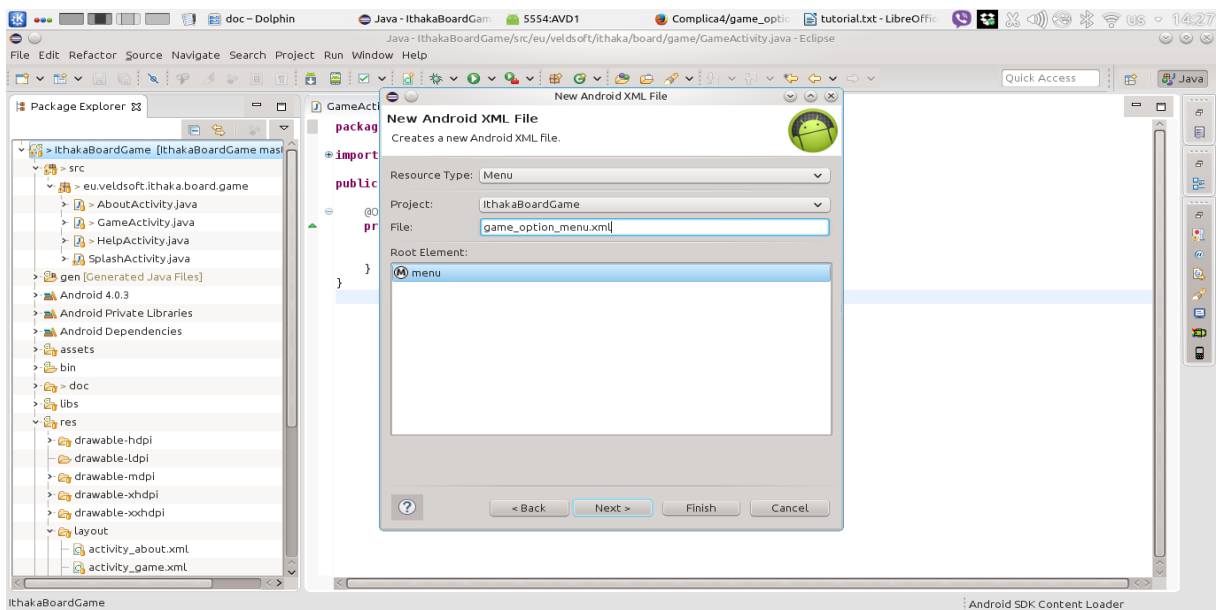 doc – Dolphin
Java - IthakaBoardGam
5554:AVD1
Complica4/game_optic
tutorial.txt - LibreOffic
US
14:27
Java - IthakaBoardGame/src/eu/veldsoft/ithaka/board/game/GameActivity.java - Eclipse
File Edit Refactor Source Navigate Search Project Run Window Help
Quick Access
Java
Package Explorer
> IthakaBoardGame [IthakaBoardGame mast
> src
> eu.veldsoft.ithaka.board.game
> AboutActivity.java
> GameActivity.java
> HelpActivity.java
SplashActivity.java
gen [Generated Java Files]
Android 4.0.3
Android Private Libraries
Android Dependencies
assets
bin
> doc
libs
res
drawable-hdpi
drawable-ldpi
drawable-mdpi
drawable-xhdpi
drawable-xxhdpi
layout
activity_about.xml
activity_game.xml
GameActi
packag
import
public
@O
pr
}
}
New Android XML File
New Android XML File
Creates a new Android XML file.
Resource Type: Menu
Project: IthakaBoardGame
File: game_option_menu.xml
Root Element:
M menu
?
< Back
Next >
Finish
Cancel
IthakaBoardGame
Android SDK Content Loader